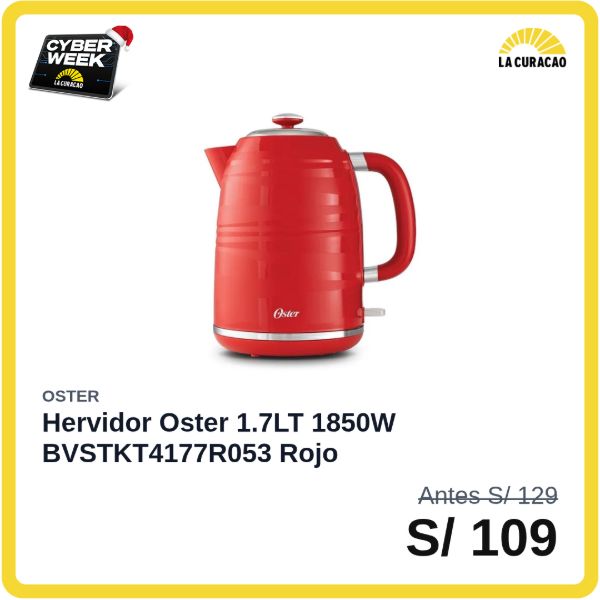 CYBER
WEEK
LA CURACAO
LA CURACAO
Oster
OSTER
Hervidor Oster 1.7LT 1850W
BVSTKT4177R053 Rojo
Antes S/ 129
S/ 109